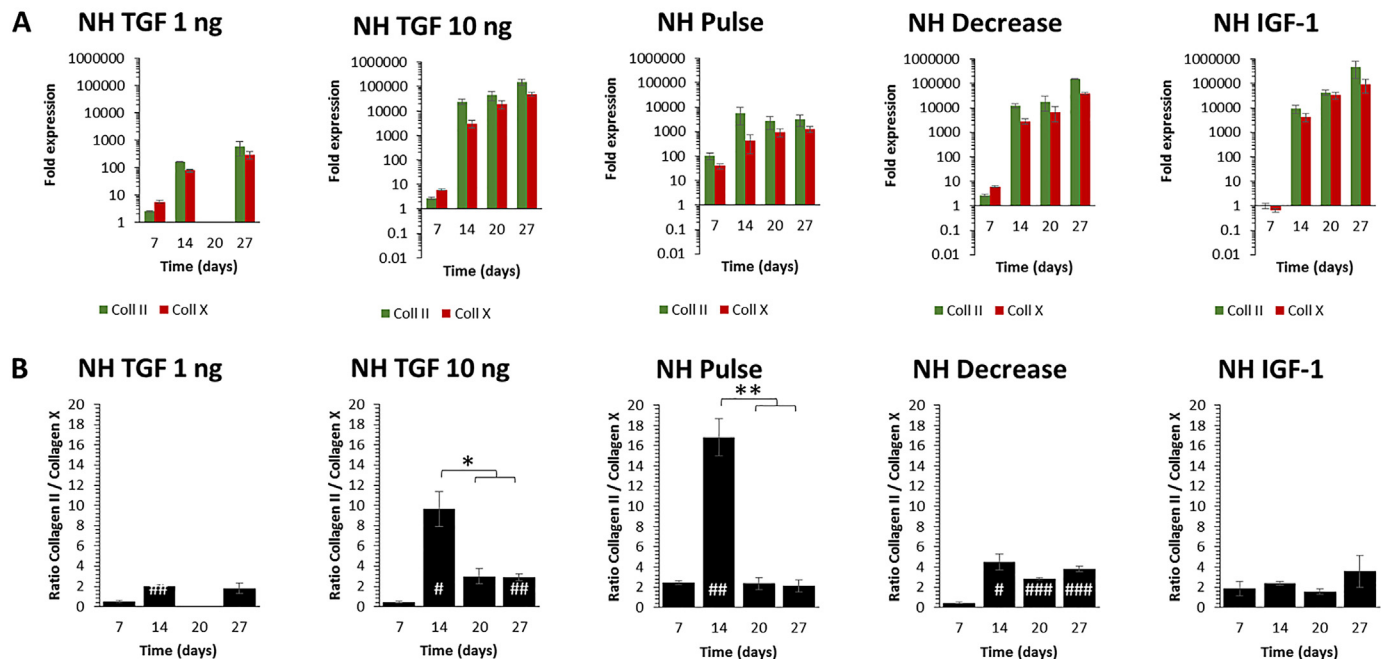 A
NH TGF 1 ng
NH TGF 10 ng
NH Pulse
NH Decrease
NH IGF-1
Fold expression
1000000
100000
10000
1000
100
10
1
7 14 20 27
Time (days)
Coll II Coll X
Fold expression
1000000
100000
10000
1000
100
10
1
0.1
0.01
7 14 20 27
Time (days)
Coll II Coll X
Fold expression
1000000
100000
10000
1000
100
10
1
0.1
0.01
7 14 20 27
Time (days)
Coll II Coll X
Fold expression
1000000
100000
10000
1000
100
10
1
0.1
0.01
7 14 20 27
Time (days)
Coll II Coll X
Fold expression
1000000
100000
10000
1000
100
10
1
0.1
0.01
7 14 20 27
Time (days)
Coll II Coll X
B
NH TGF 1 ng
NH TGF 10 ng
NH Pulse
NH Decrease
NH IGF-1
Ratio Collagen II / Collagen X
20
18
16
14
12
10
8
6
4
2
0
##
7 14 20 27
Time (days)
Ratio Collagen II / Collagen X
20
18
16
14
12
10
8
6
4
2
0
*
# ##
7 14 20 27
Time (days)
Ratio Collagen II / Collagen X
20
18
16
14
12
10
8
6
4
2
0
**
##
7 14 20 27
Time (days)
Ratio Collagen II / Collagen X
20
18
16
14
12
10
8
6
4
2
0
# ### ###
7 14 20 27
Time (days)
Ratio Collagen II / Collagen X
20
18
16
14
12
10
8
6
4
2
0
7 14 20 27
Time (days)